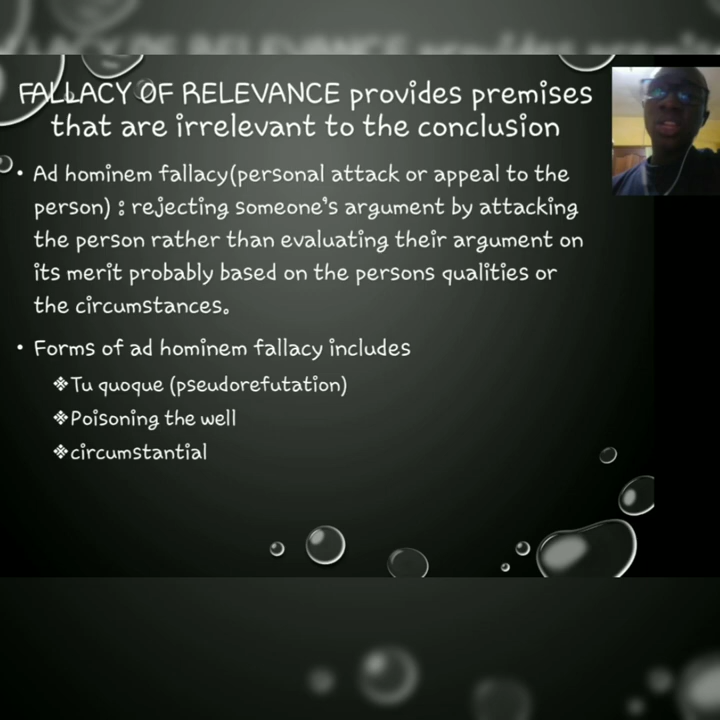 FALLACY OF RELEVANCE provides premises
that are irrelevant to the conclusion
• Ad hominem fallacy(personal attack or appeal to the
person) : rejecting someone's argument by attacking
the person rather than evaluating their argument on
its merit probably based on the persons qualities or
the circumstances.
• Forms of ad hominem fallacy includes
❖Tu quoque (pseudorefutation)
❖Poisoning the well
❖circumstantial